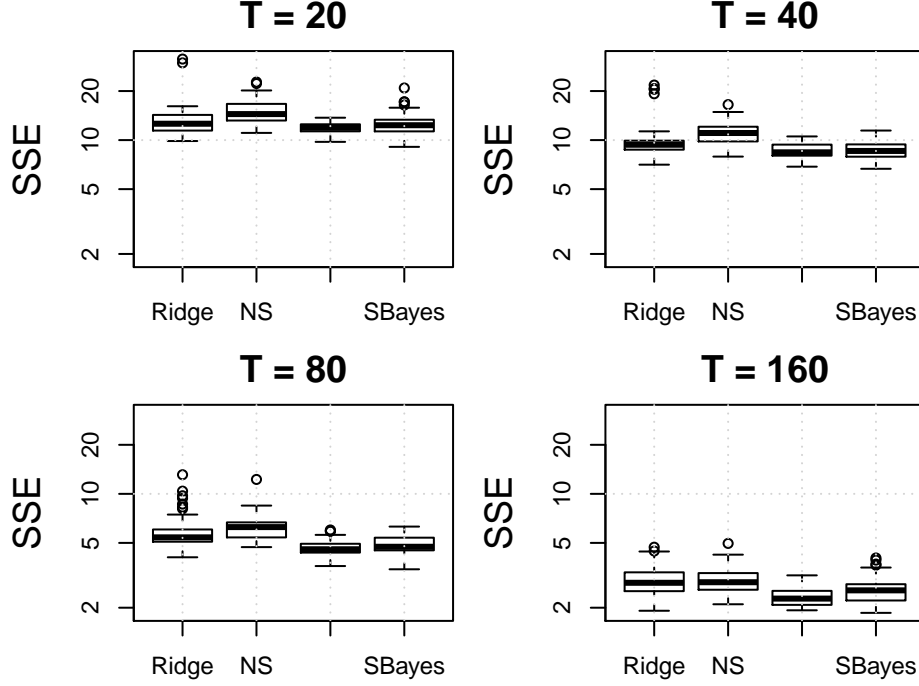 T = 20
SSE
20
10
5
2
Ridge NS SBayes
T = 40
SSE
20
10
5
2
Ridge NS SBayes
T = 80
SSE
20
10
5
2
Ridge NS SBayes
T = 160
SSE
20
10
5
2
Ridge NS SBayes